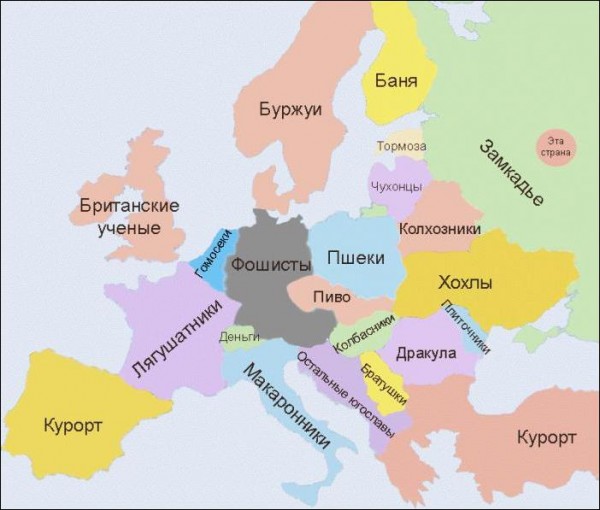 Баня
Буржуи
Тормоза
Эта
страна
Замкадье
Чухонцы
Британские
ученые
Колхозники
Гомосеки
Фошисты
Пшеки
Хохлы
Пиво
Лягушатники
Деньги
Колбасники
Плиточники
Дракула
Макаронники
Остальные югославы
Братушки
Курорт
Курорт